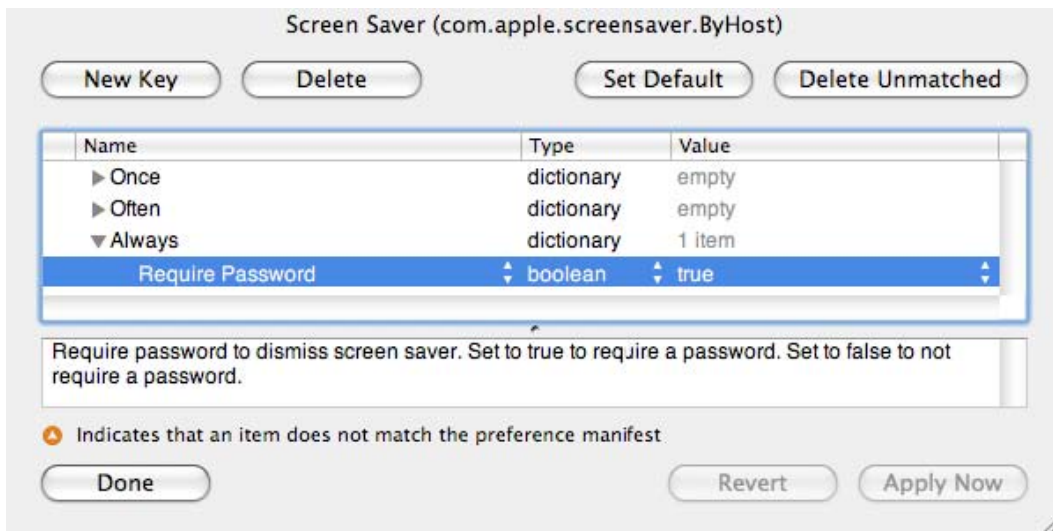 Screen Saver (com.apple.screensaver.ByHost)
New Key Delete Set Default Delete Unmatched
Name Type Value
Once dictionary empty
Often dictionary empty
Always dictionary 1 item
Require Password boolean true
Require password to dismiss screen saver. Set to true to require a password. Set to false to not
require a password.
Indicates that an item does not match the preference manifest
Done Revert Apply Now